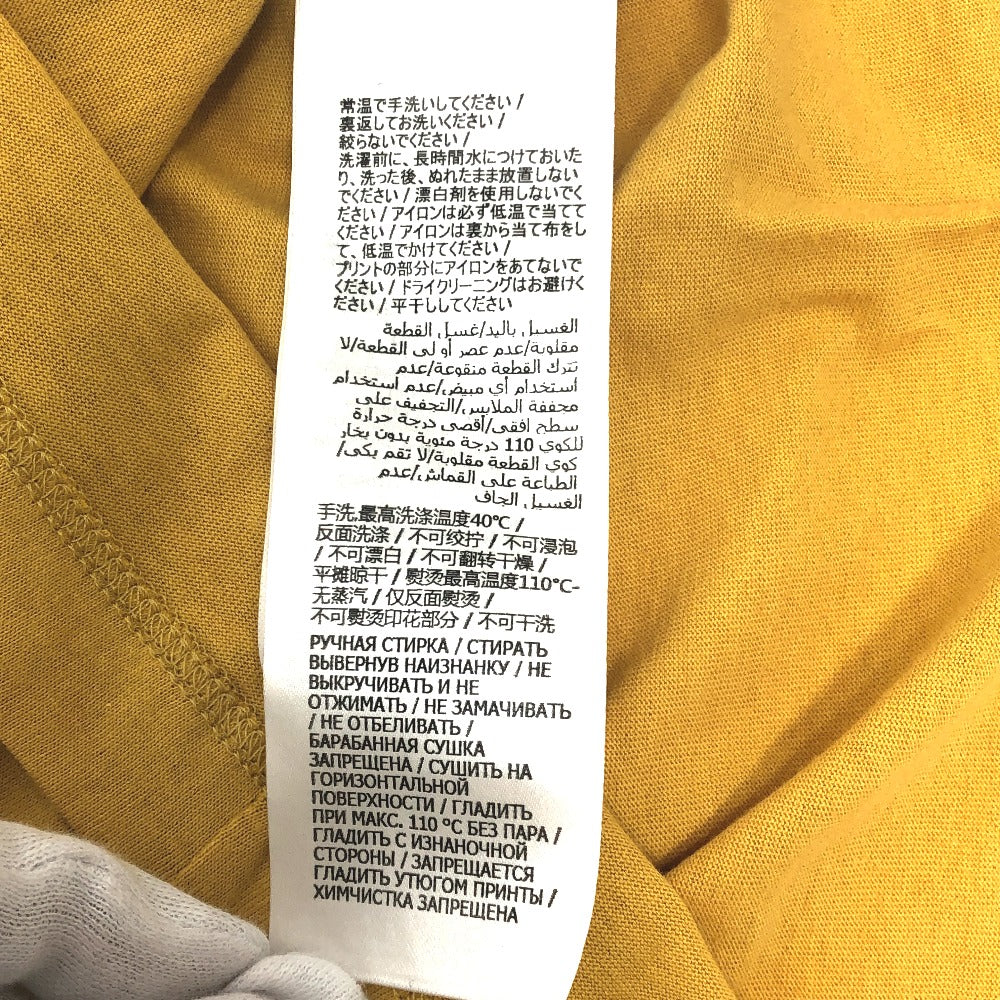 常温で手洗いしてください /
裏返してお洗いください /
絞らないでください /
洗濯前に、長時間水につけておいた
り、洗った後、ぬれたまま放置しない
でください / 漂白剤を使用しないでく
ださい / アイロンは必ず低温で当てて
ください / アイロンは裏から当て布をし
て、低温でかけてください /
プリントの部分にアイロンをあてないで
ください / ドライクリーニングはお避けく
ださい / 平干ししてください
الغسيل باليد/غسل القطعة
مقلوبة/عدم عصر أو لى القطعة/لا
تترك القطعة منقوعة/عدم
استخدام أي مبيض/عدم استخدام
مجففة الملابس/التجفيف على
سطح افقى/أقصى درجة حرارة
للكوي 110 درجة مئوية بدون بخار
كوي القطعة مقلوبة/لا تقم بكى/
الطباعة على القماش/عدم
الغسيل الجاف
手洗,最高洗涤温度40°C /
反面洗涤 / 不可绞拧 / 不可浸泡
/ 不可漂白 / 不可翻转干燥 /
平摊晾干 / 熨烫最高温度110°C-
无蒸汽 / 仅反面熨烫 /
不可熨烫印花部分 / 不可干洗
РУЧНАЯ СТИРКА / СТИРАТЬ
ВЫВЕРНУВ НАИЗНАНКУ / НЕ
ВЫКРУЧИВАТЬ И НЕ
ОТЖИМАТЬ / НЕ ЗАМАЧИВАТЬ
/ НЕ ОТБЕЛИВАТЬ /
БАРАБАННАЯ СУШКА
ЗАПРЕЩЕНА / СУШИТЬ НА
ГОРИЗОНТАЛЬНОЙ
ПОВЕРХНОСТИ / ГЛАДИТЬ
ПРИ МАКС. 110 °C БЕЗ ПАРА /
ГЛАДИТЬ С ИЗНАНОЧНОЙ
СТОРОНЫ / ЗАПРЕЩАЕТСЯ
ГЛАДИТЬ УТЮГОМ ПРИНТЫ /
ХИМЧИСТКА ЗАПРЕЩЕНА